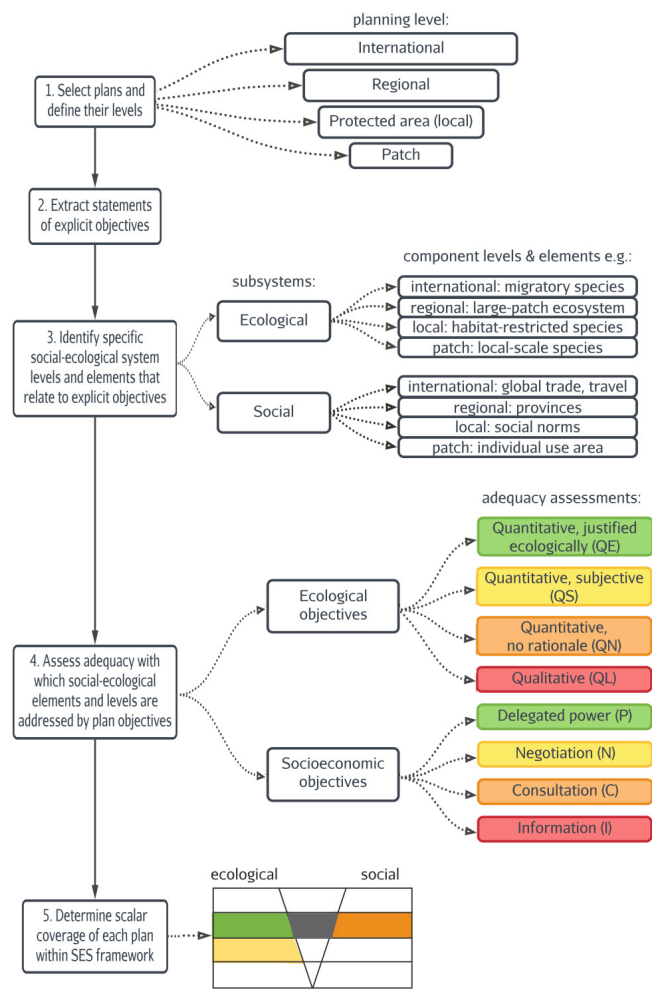 planning level:
International
1. Select plans and
define their levels
Regional
Protected area (local)
Patch
2. Extract statements
of explicit objectives
component levels & elements e.g.:
subsystems:
3. Identify specific
social-ecological system
levels and elements that
relate to explicit objectives
Ecological
international: migratory species
regional: large-patch ecosystem
local: habitat-restricted species
patch: local-scale species
Social
international: global trade, travel
regional: provinces
local: social norms
patch: individual use area
adequacy assessments:
4. Assess adequacy with
which social-ecological
elements and levels are
addressed by plan objectives
Ecological
objectives
Quantitative, justified
ecologically (QE)
Quantitative, subjective
(QS)
Quantitative,
no rationale (QN)
Qualitative (QL)
Socioeconomic
objectives
Delegated power (P)
Negotiation (N)
Consultation (C)
Information (I)
5. Determine scalar
coverage of each plan
within SES framework
ecological
social